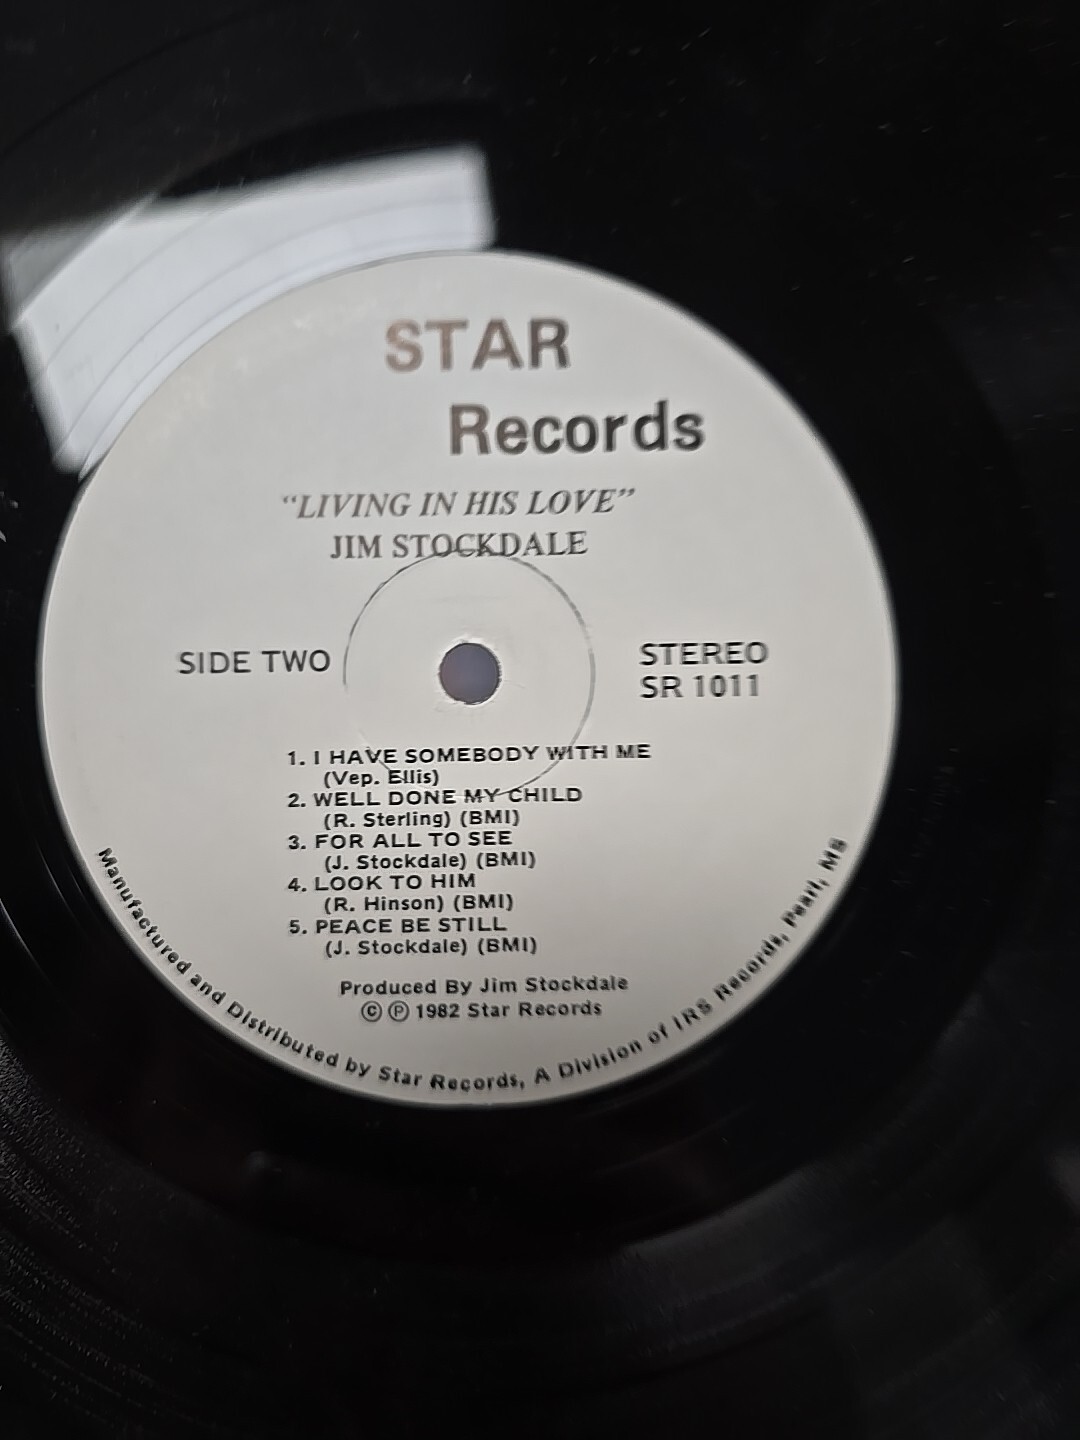 STAR
Records
“LIVING IN HIS LOVE”
JIM STOCKDALE
SIDE TWO
STEREO
SR 1011
1. I HAVE SOMEBODY WITH ME
(Vep. Ellis)
2. WELL DONE MY CHILD
(R. Sterling) (BMI)
3. FOR ALL TO SEE
(J. Stockdale) (BMI)
4. LOOK TO HIM
(R. Hinson) (BMI)
5. PEACE BE STILL
(J. Stockdale) (BMI)
Produced By Jim Stockdale
© ℗ 1982 Star Records
Manufactured and Distributed by Star Records, A Division of IRS Records, Pearl, MS